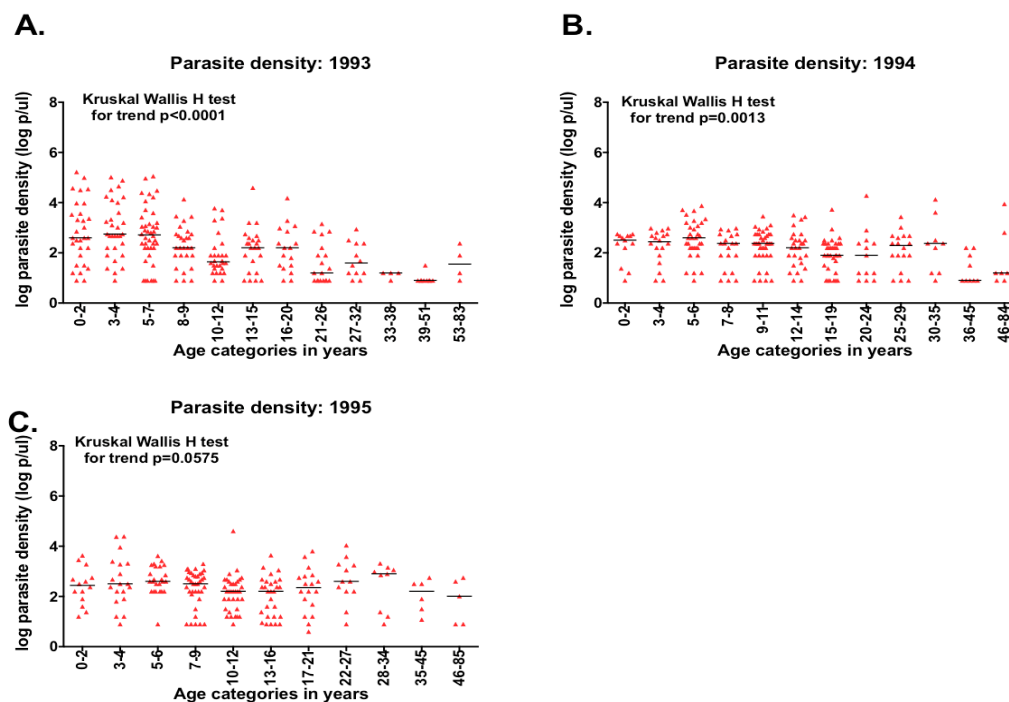 A.
Parasite density: 1993
Kruskal Wallis H test
for trend p<0.0001
log parasite density (log p/ul)
8
6
4
2
0
0-2
3-4
5-7
8-9
10-12
13-15
16-20
21-26
27-32
33-38
39-51
53-83
Age categories in years
B.
Parasite density: 1994
Kruskal Wallis H test
for trend p=0.0013
log parasite density (log p/ul)
8
6
4
2
0
0-2
3-4
5-6
7-8
9-11
12-14
15-19
20-24
25-29
30-35
36-45
46-84
Age categories in years
C.
Parasite density: 1995
Kruskal Wallis H test
for trend p=0.0575
log parasite density (log p/ul)
8
6
4
2
0
0-2
3-4
5-6
7-9
10-12
13-16
17-21
22-27
28-34
35-45
46-85
Age categories in years